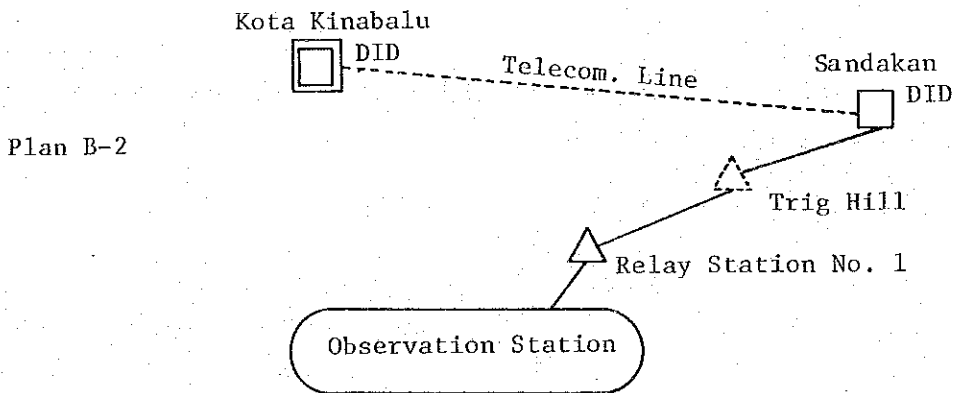 Kota Kinabalu
DID
Telecom. Line
Sandakan
DID
Plan B-2
Trig Hill
Relay Station No. 1
Observation Station